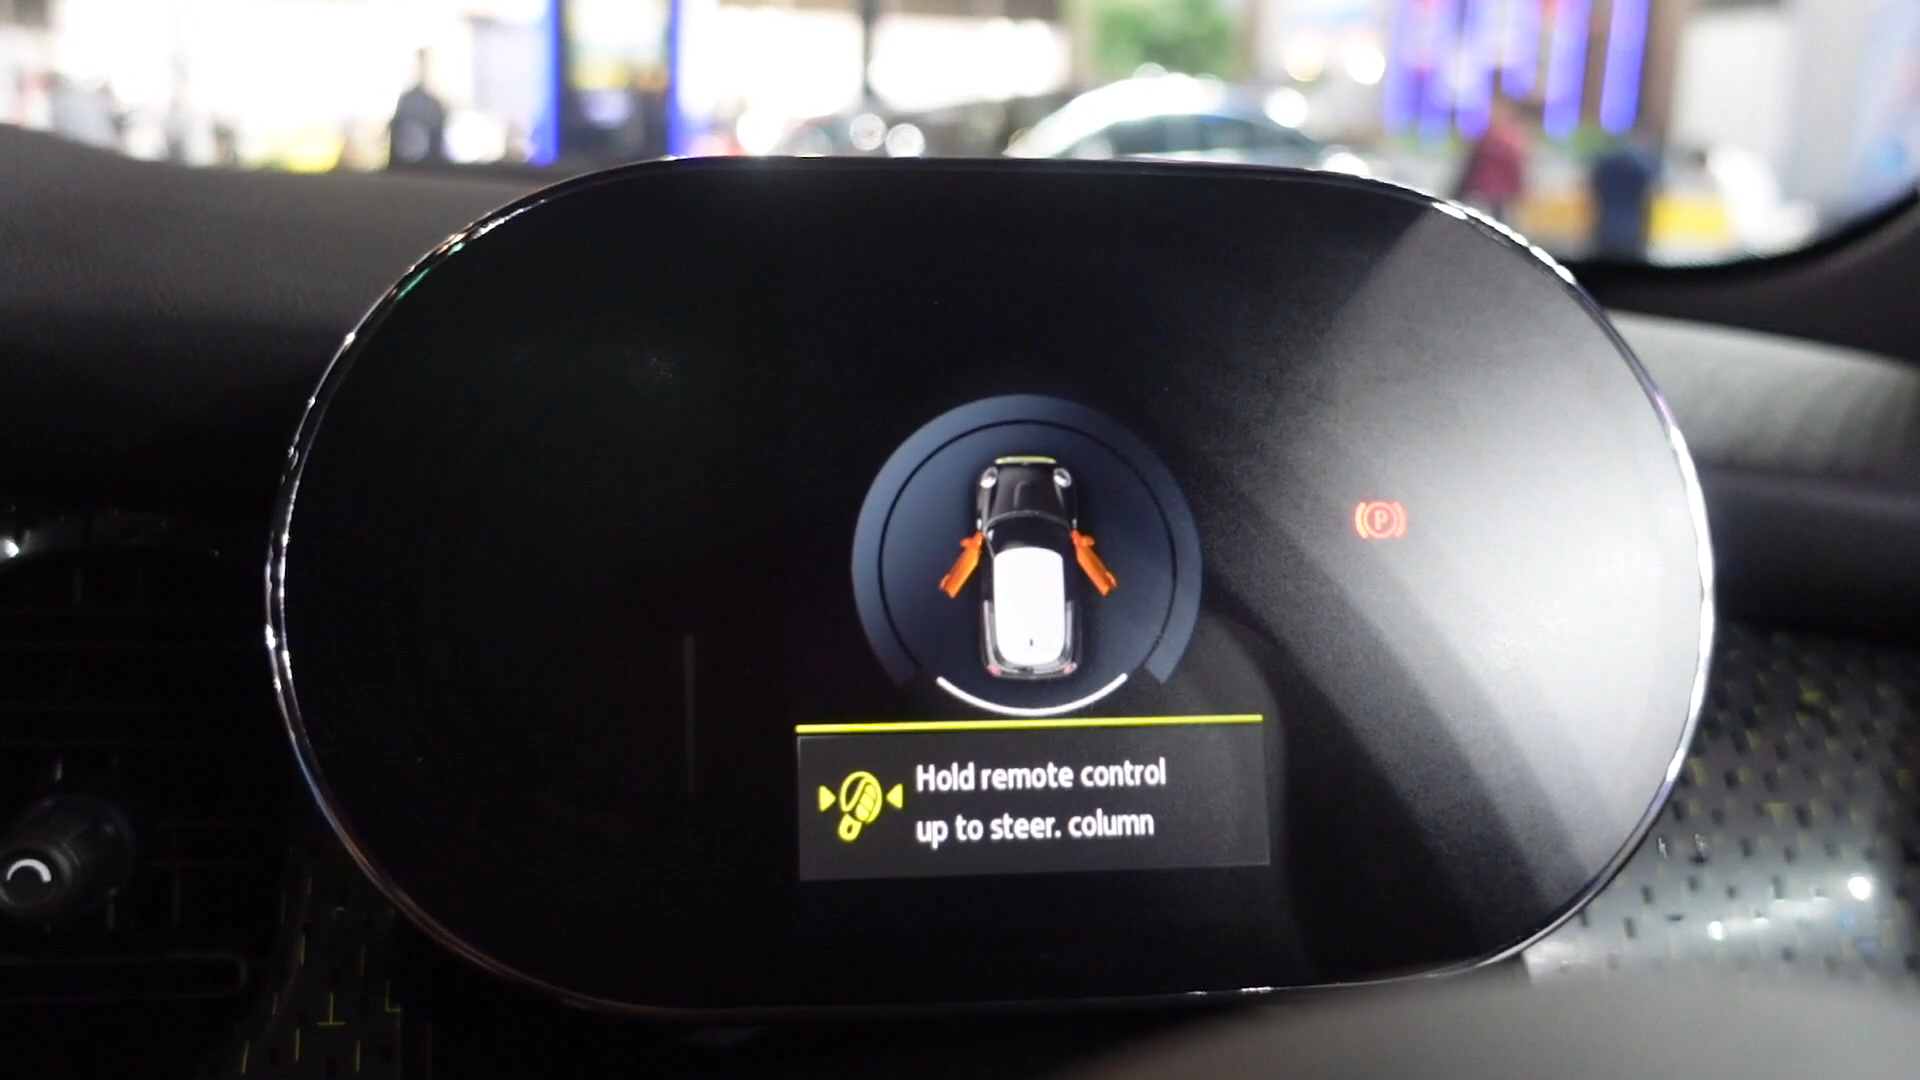 P
Hold remote control
up to steer. column